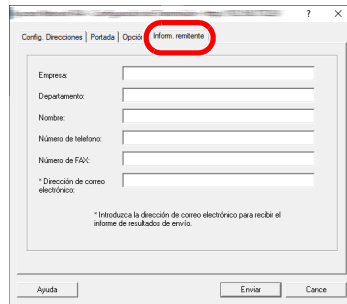 ? ×
Config. Direcciones Portada Opción Inform. remitente
Empresa:
Departamento:
Nombre:
Número de telefono:
Número de FAX:
* Dirección de correo
electrónico:
* Introduzca la dirección de correo electrónico para recibir el
informe de resultados de envío.
Ayuda Enviar Cance